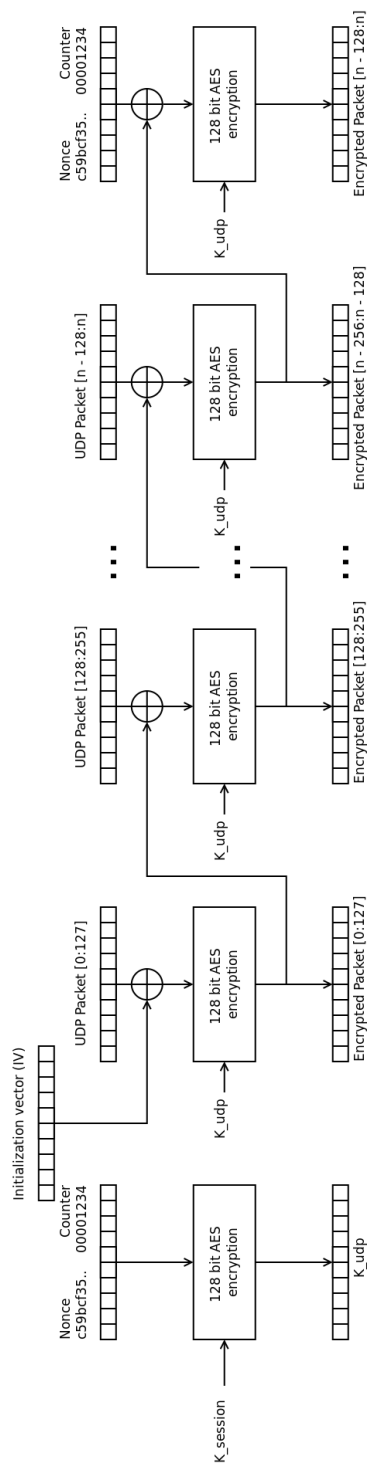 Initialization vector (IV)
Nonce
c59bcf35..
Counter
00001234
K_session
128 bit AES
encryption
K_udp
UDP Packet [0:127]
K_udp
128 bit AES
encryption
Encrypted Packet [0:127]
UDP Packet [128:255]
K_udp
128 bit AES
encryption
Encrypted Packet [128:255]
...
...
...
UDP Packet [n - 128:n]
K_udp
128 bit AES
encryption
Encrypted Packet [n - 256:n - 128]
Nonce
c59bcf35..
Counter
00001234
K_udp
128 bit AES
encryption
Encrypted Packet [n - 128:n]